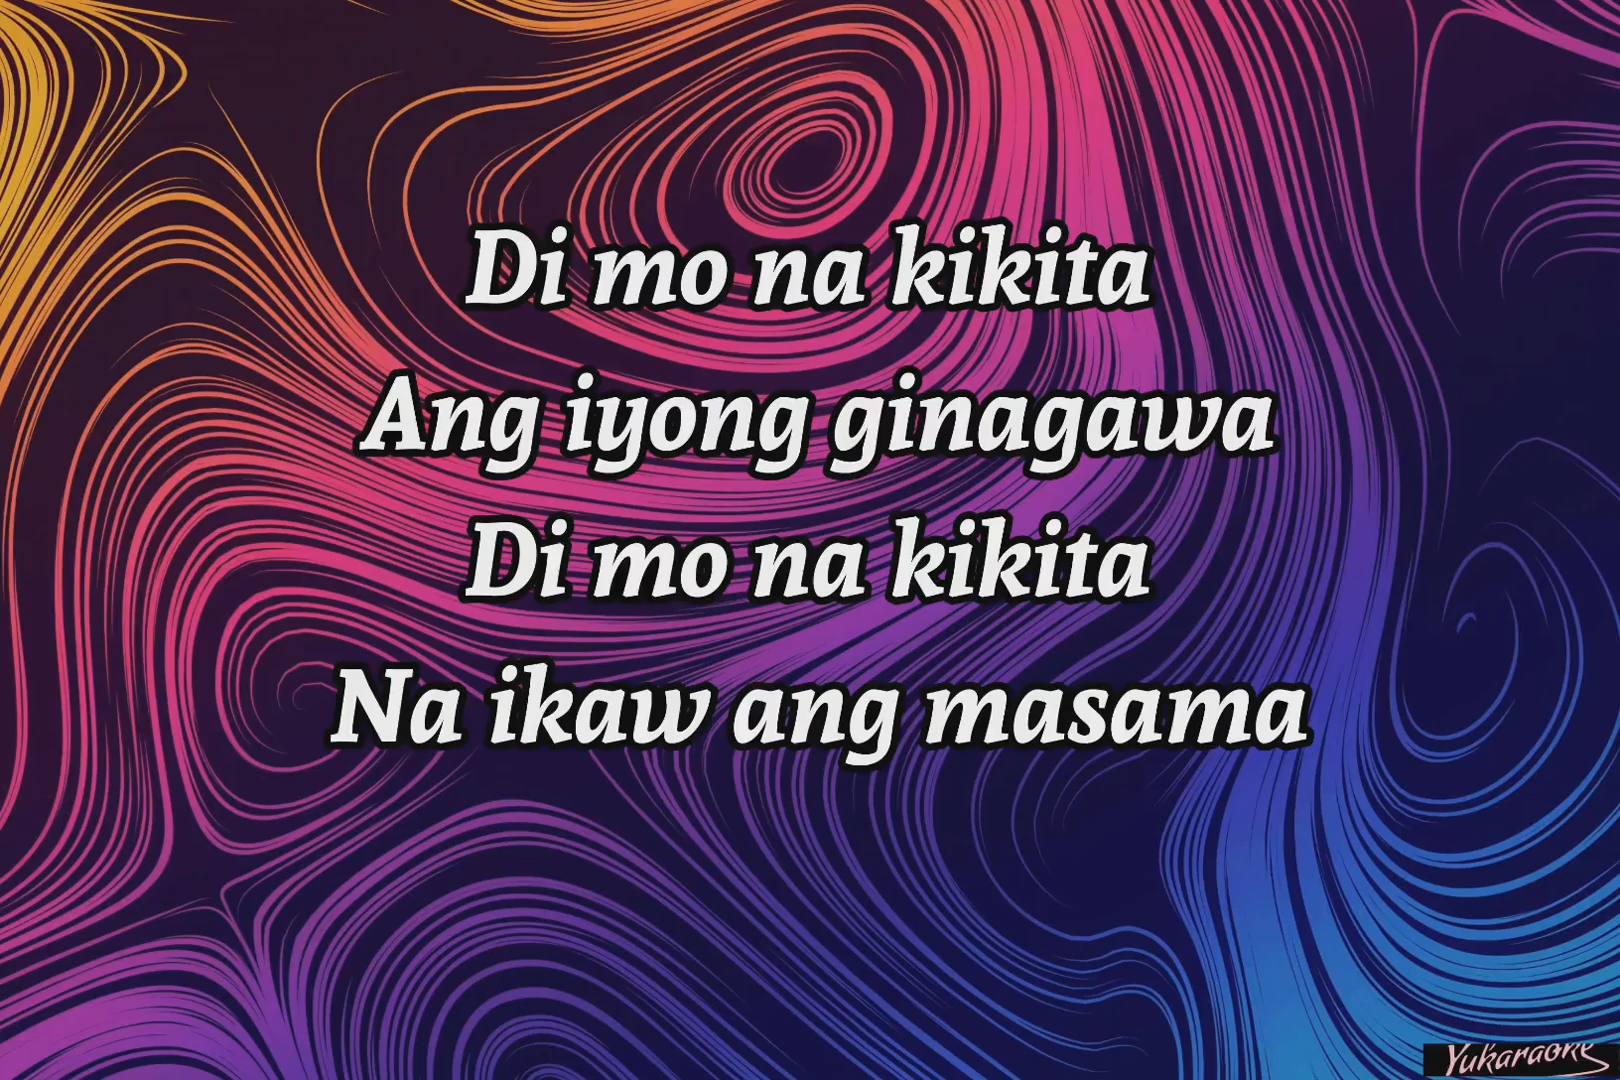 Di mo na kikita
Ang iyong ginagawa
Di mo na kikita
Na ikaw ang masama
Yukaraoke